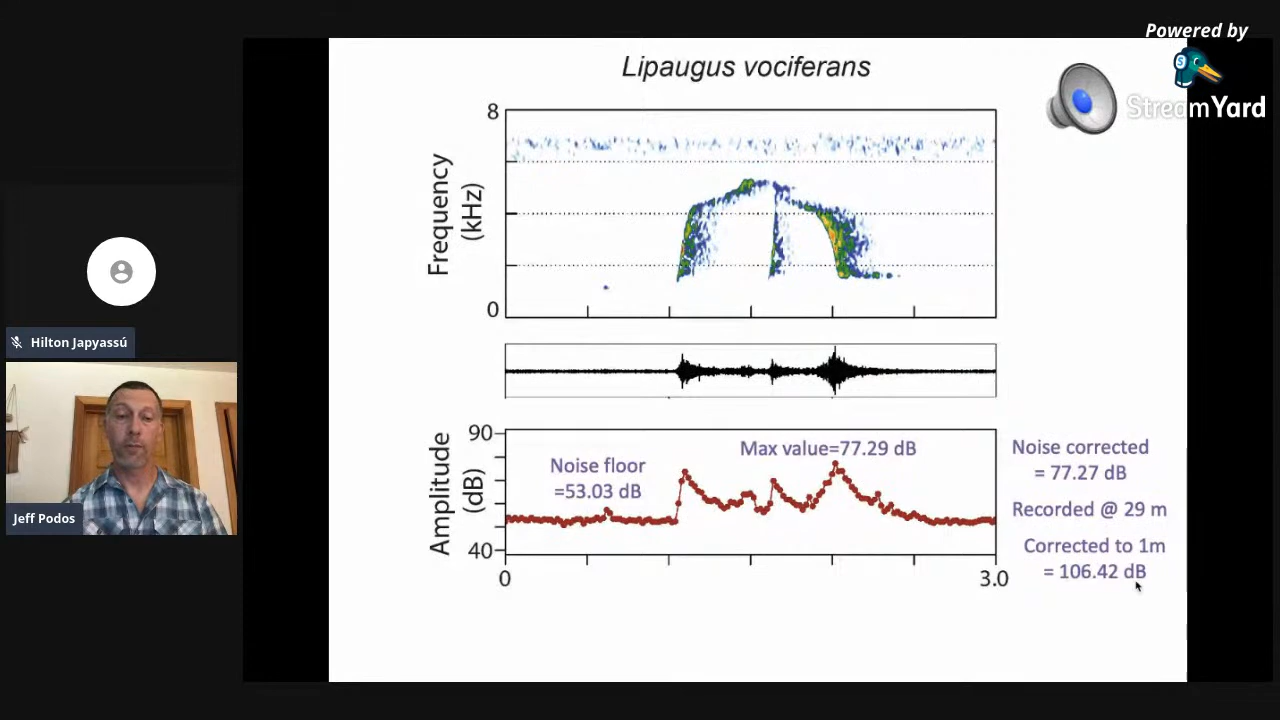 Powered by
StreamYard
Lipaugus vociferans
8
Frequency
(kHz)
0
Hilton Japyassú
Jeff Podos
Amplitude
(dB)
90
40
Noise floor
=53.03 dB
Max value=77.29 dB
0
3.0
Noise corrected
= 77.27 dB
Recorded @ 29 m
Corrected to 1m
= 106.42 dB